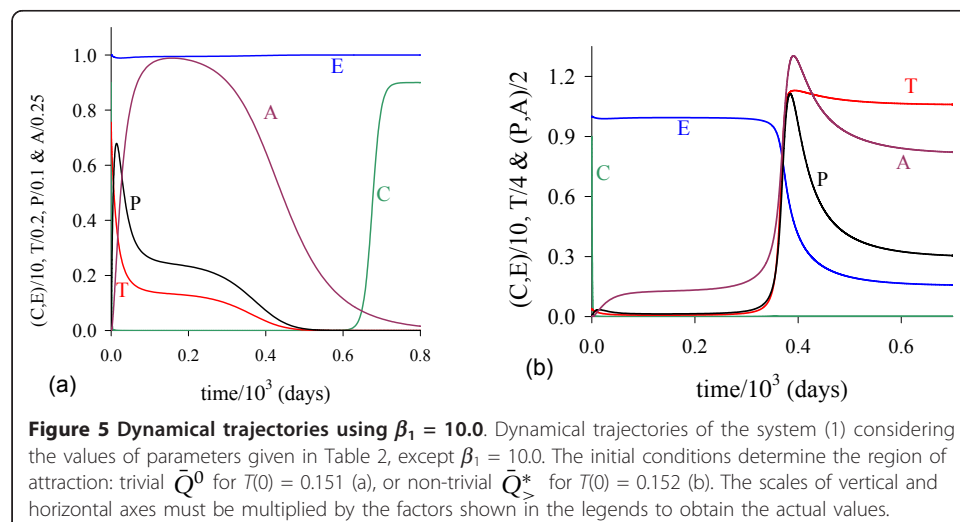 (C,E)/10, T/0.2, P/0.1 & A/0.25
1.0
0.8
0.6
0.4
0.2
0.0
E
A
P
T
C
0.0 0.2 0.4 0.6 0.8
(a)
time/10³ (days)
(C,E)/10, T/4 & (P,A)/2
1.2
0.9
0.6
0.3
0.0
T
E
C
A
P
0.0 0.2 0.4 0.6
(b)
time/10³ (days)
Figure 5 Dynamical trajectories using β₁ = 10.0. Dynamical trajectories of the system (1) considering
the values of parameters given in Table 2, except β₁ = 10.0. The initial conditions determine the region of
attraction: trivial Q̄⁰ for T(0) = 0.151 (a), or non-trivial Q̄*> for T(0) = 0.152 (b). The scales of vertical and
horizontal axes must be multiplied by the factors shown in the legends to obtain the actual values.